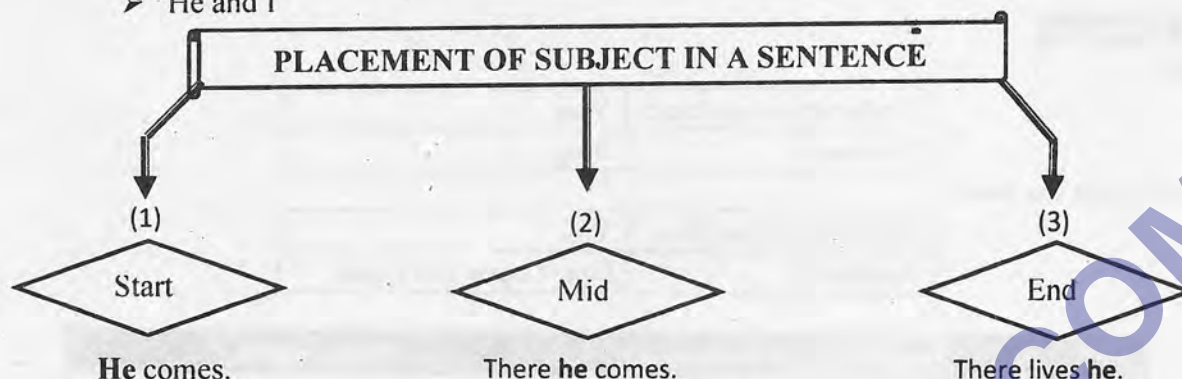 ➤ He and I
PLACEMENT OF SUBJECT IN A SENTENCE
(1) (2) (3)
Start Mid End
He comes. There he comes. There lives he.
COM